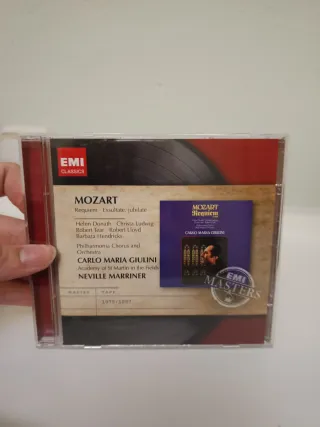 EMI
CLASSICS
MOZART
Requiem · Exsultate jubilate
Helen Donath · Christa Ludwig
Robert Tear · Robert Lloyd
Barbara Hendricks
Philharmonia Chorus and
Orchestra
CARLO MARIA GIULINI
Academy of St Martin in the Fields
NEVILLE MARRINER
MASTER TAPE
MOZART
Requiem
CARLO MARIA GIULINI
EMI
MASTERS